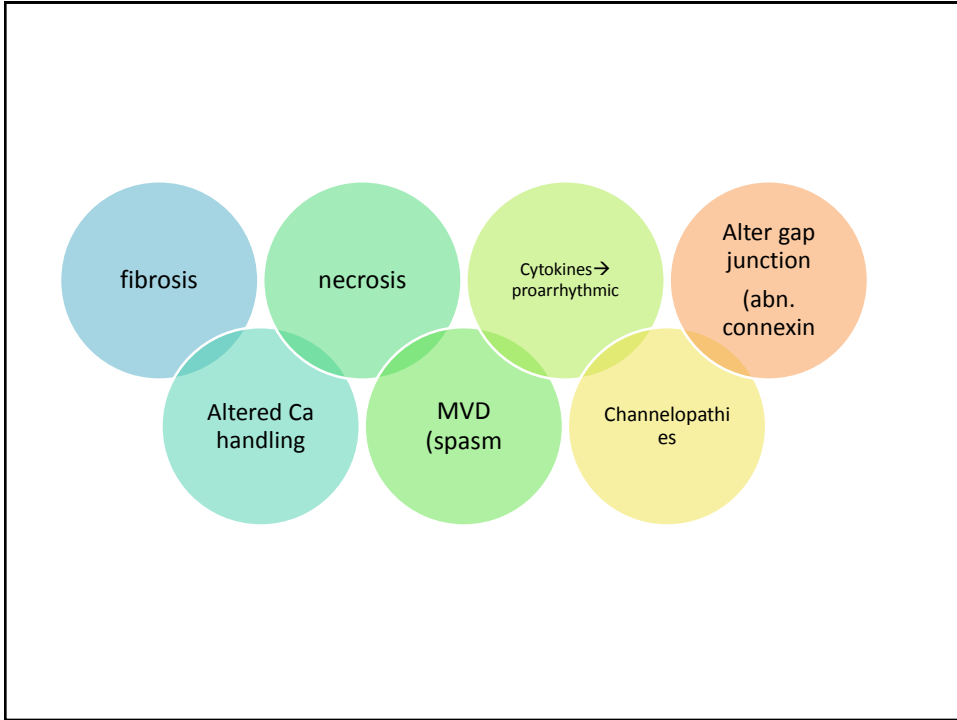 fibrosis
necrosis
Cytokines→
proarrhythmic
Alter gap
junction
(abn.
connexin
Altered Ca
handling
MVD
(spasm
Channelopathi
es